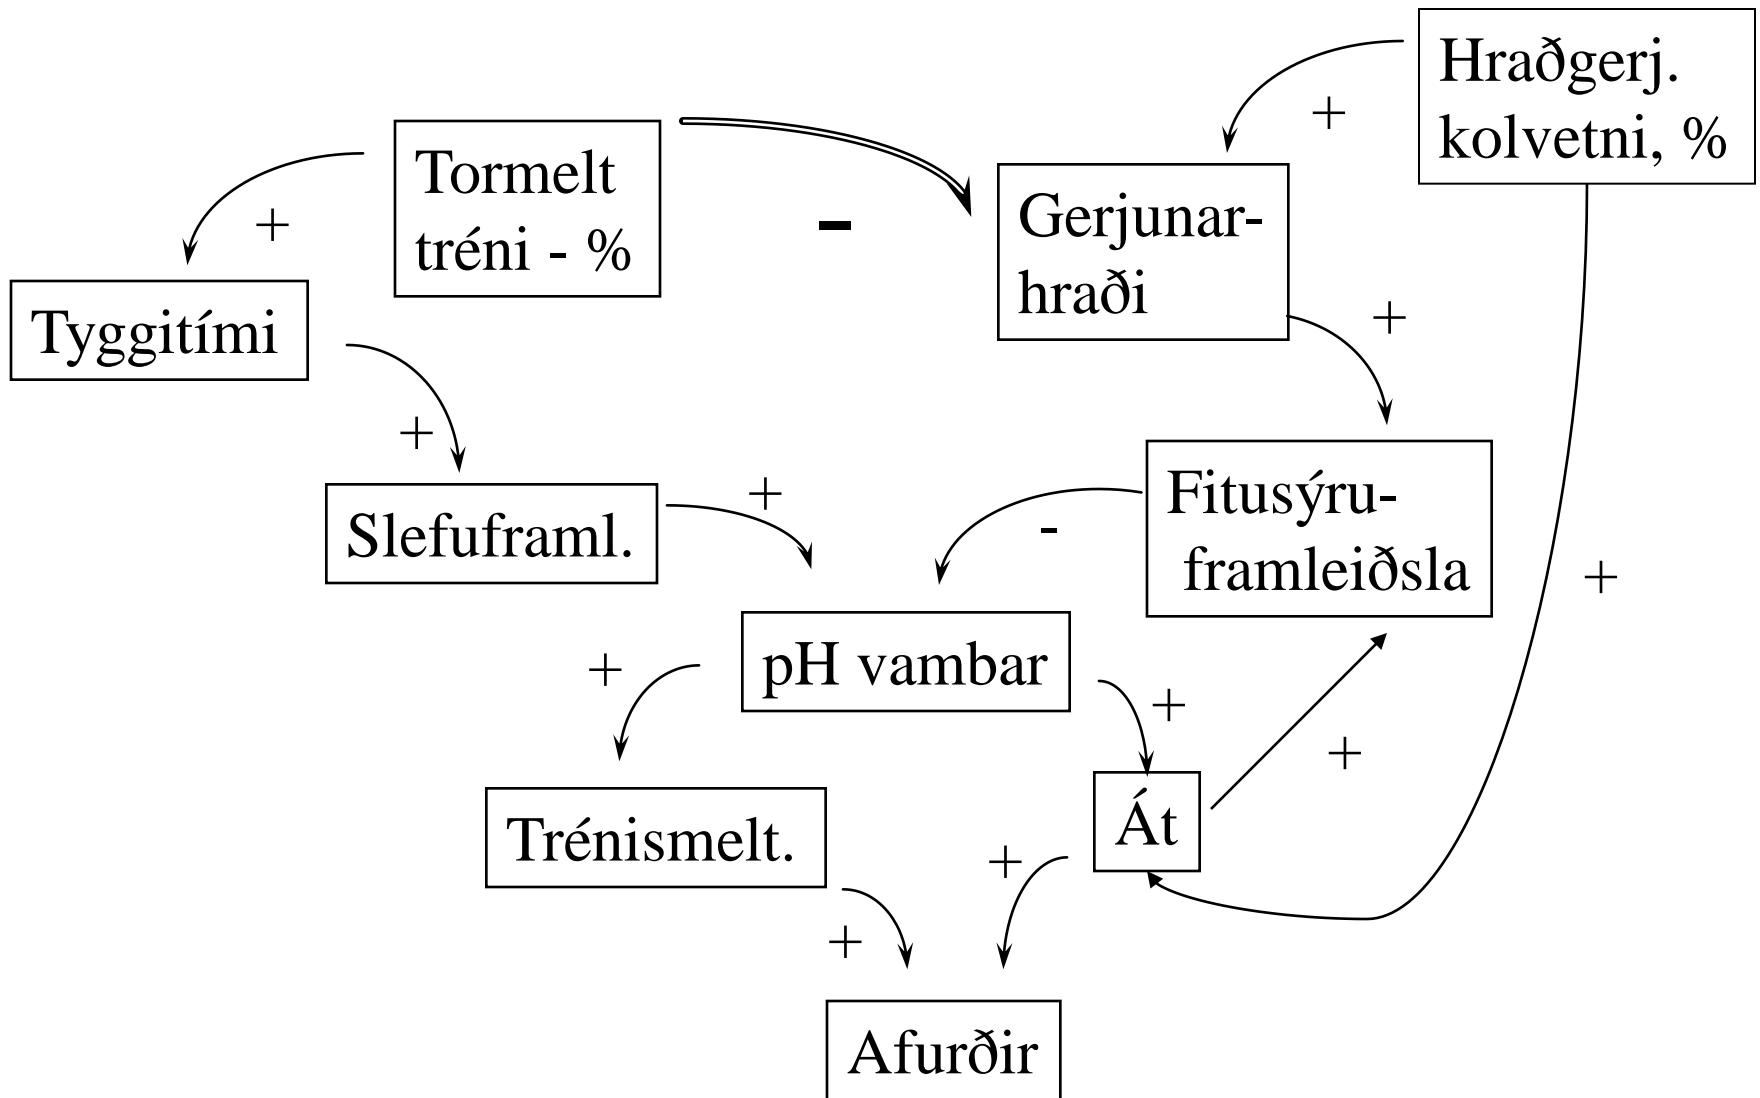 Hraðgerj.
kolvetni, %
+
Tormelt
tréni - %
+
-
Gerjunar-
hraði
Tyggitími
+
+
Slefuframl.
+
-
Fitusýru-
framleiðsla
+
pH vambar
+
+
+
Trénismelt.
Át
+
+
Afurðir